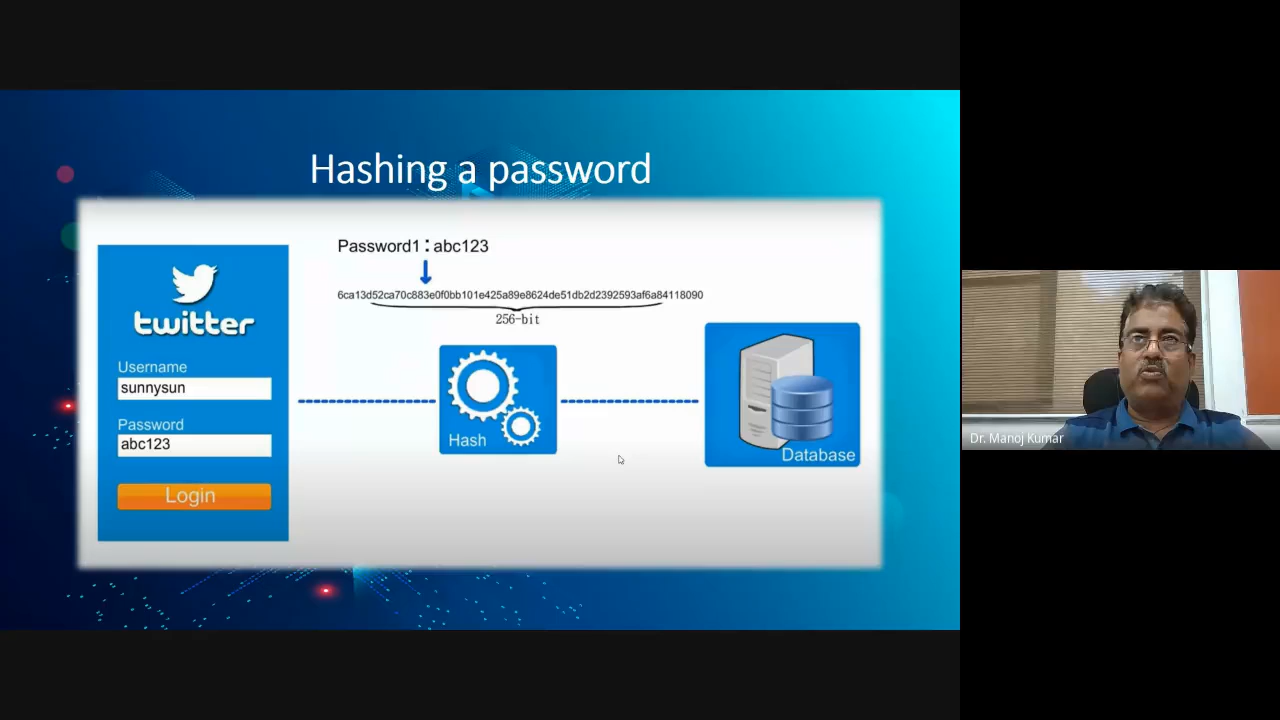 Hashing a password
Password1：abc123
6ca13d52ca70c883e0f0bb101e425a89e8624de51db2d2392593af6a84118090
256-bit
twitter
Username
sunnysun
Password
abc123
Login
Hash
Database
Dr. Manoj Kumar